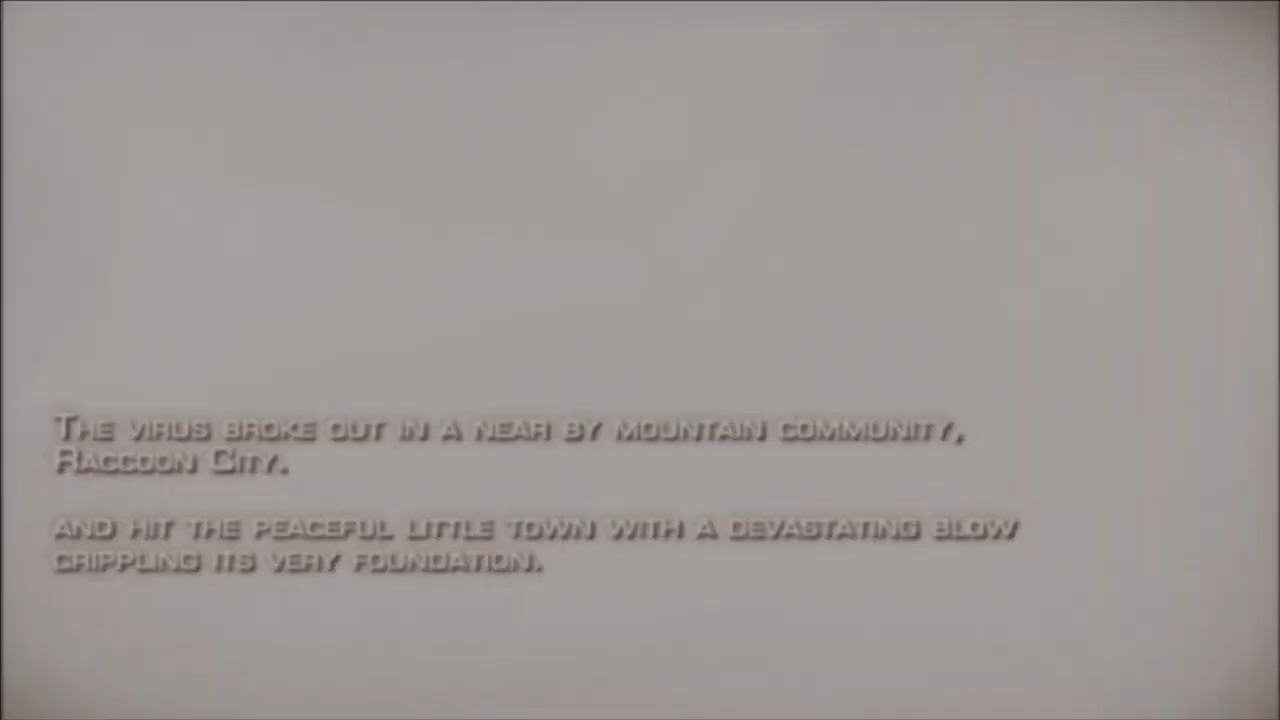 The virus broke out in a near by mountain community,
Raccoon City.
and hit the peaceful little town with a devastating blow
crippling its very foundation.